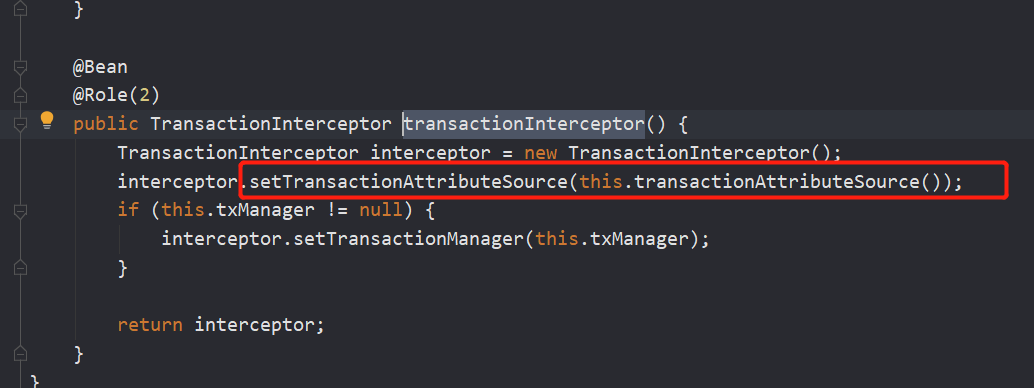 }
@Bean
@Role(2)
public TransactionInterceptor transactionInterceptor() {
TransactionInterceptor interceptor = new TransactionInterceptor();
interceptor.setTransactionAttributeSource(this.transactionAttributeSource());
if (this.txManager != null) {
interceptor.setTransactionManager(this.txManager);
}
return interceptor;
}
}